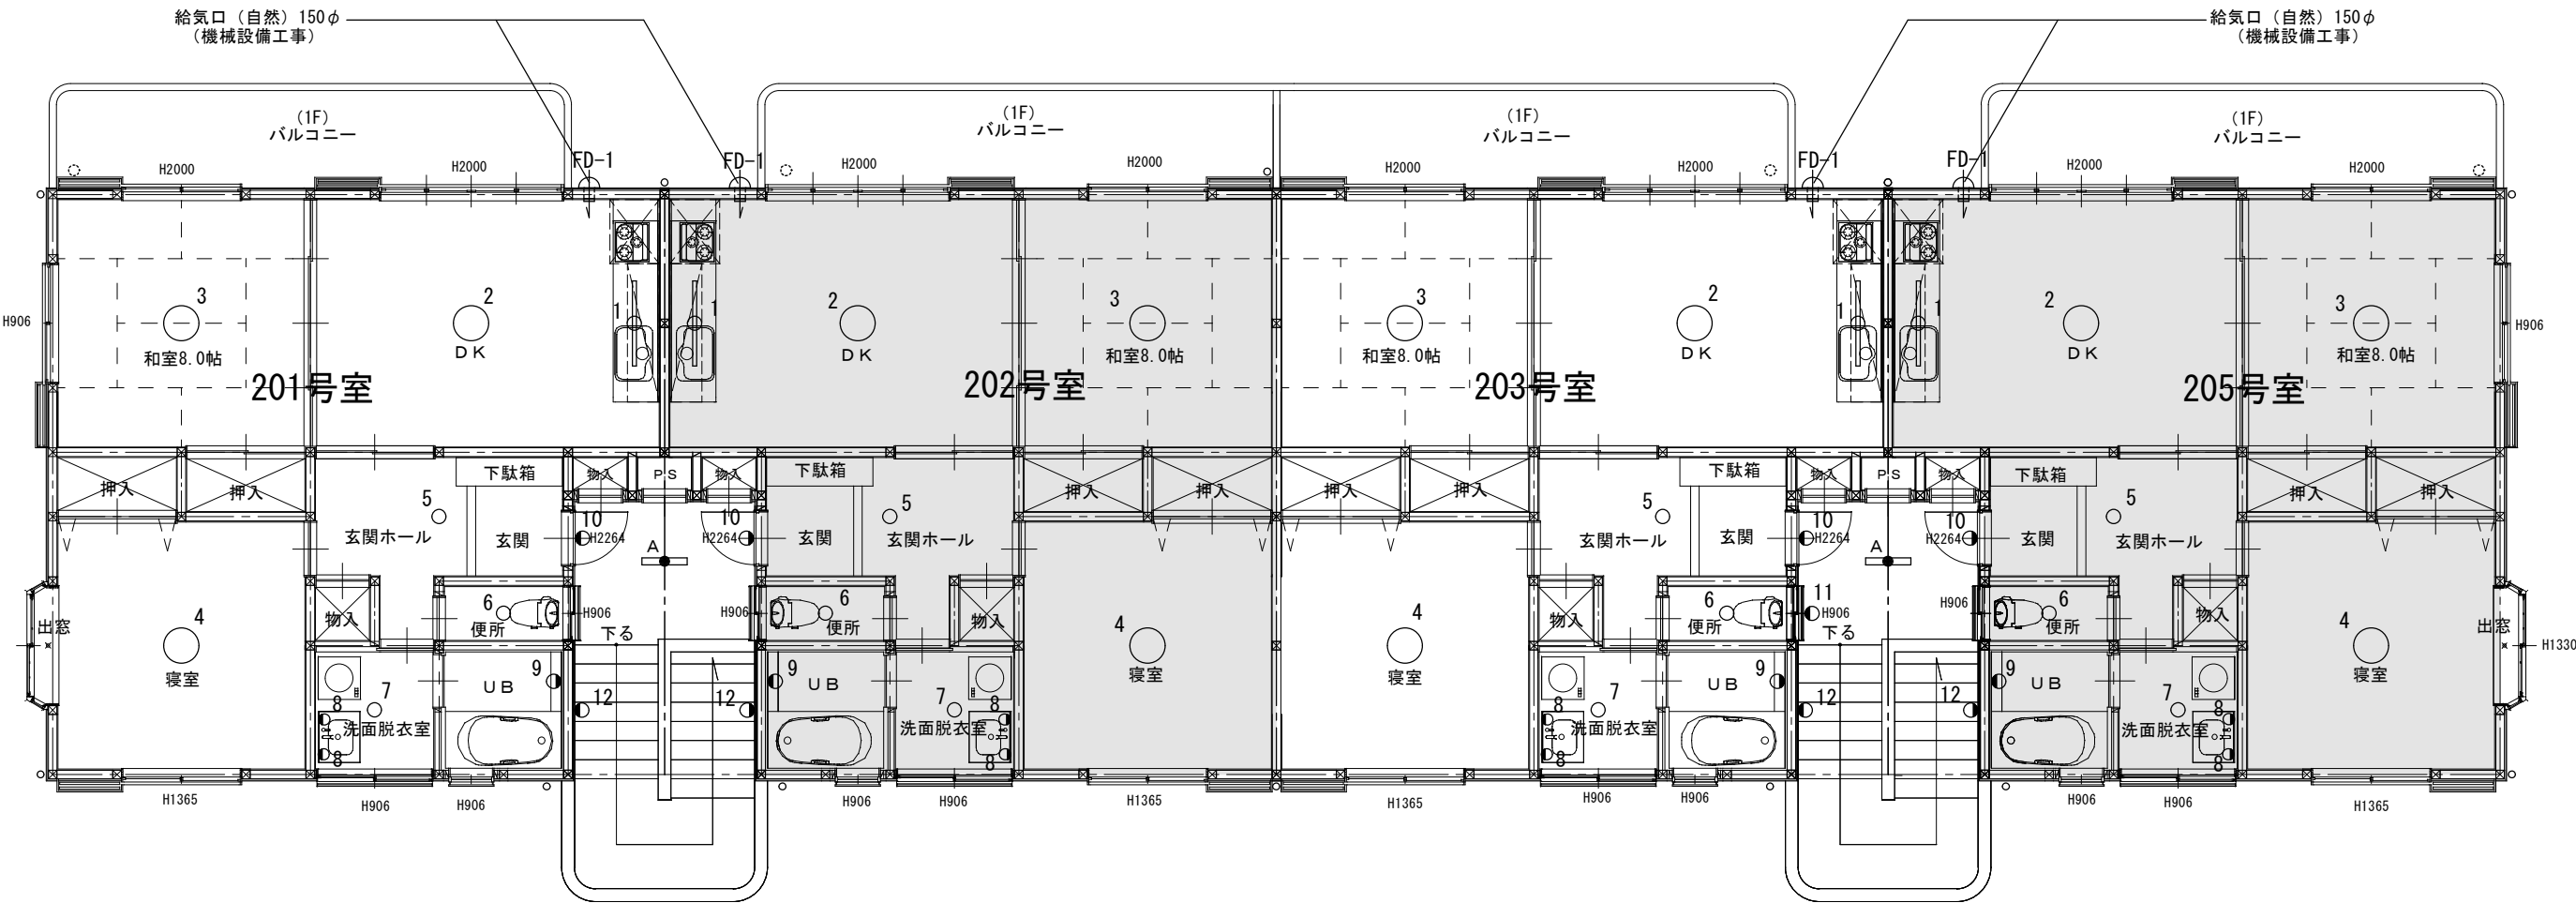 給気口（自然）150φ
（機械設備工事）
給気口（自然）150φ
（機械設備工事）
(1F)
バルコニー
(1F)
バルコニー
(1F)
バルコニー
(1F)
バルコニー
H2000
H2000
FD-1
FD-1
H2000
H2000
H2000
H2000
FD-1
FD-1
H2000
H2000
H906
3
和室8.0帖
2
DK
1
1
2
DK
3
和室8.0帖
3
和室8.0帖
2
DK
1
1
2
DK
3
和室8.0帖
H906
201号室
202号室
203号室
205号室
押入
押入
下駄箱
物入
PS
物入
下駄箱
押入
押入
押入
押入
下駄箱
物入
PS
物入
下駄箱
押入
押入
5
玄関ホール
玄関
10
H2264
A
10
H2264
玄関
5
玄関ホール
5
玄関ホール
玄関
10
H2264
A
10
H2264
玄関
5
玄関ホール
出窓
4
寝室
物入
6
便所
H906
下る
H906
6
便所
物入
4
寝室
4
寝室
物入
6
便所
11
H906
下る
H906
6
便所
物入
4
寝室
出窓
H1330
8
8
7
洗面脱衣室
UB
9
12
12
9
UB
7
洗面脱衣室
8
8
8
8
7
洗面脱衣室
UB
9
12
12
9
UB
7
洗面脱衣室
8
8
H1365
H906
H906
H906
H906
H1365
H1365
H906
H906
H906
H906
H1365